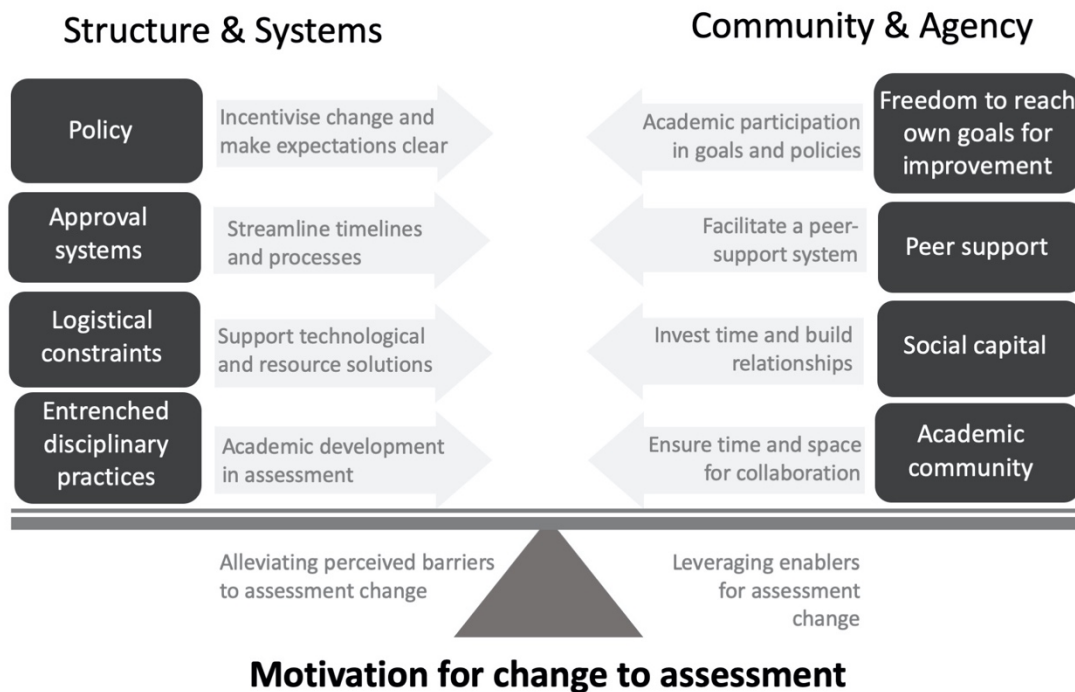 Structure & Systems
Community & Agency
Policy
Incentivise change and
make expectations clear
Academic participation
in goals and policies
Freedom to reach
own goals for
improvement
Approval
systems
Streamline timelines
and processes
Facilitate a peer-
support system
Peer support
Logistical
constraints
Support technological
and resource solutions
Invest time and build
relationships
Social capital
Entrenched
disciplinary
practices
Academic development
in assessment
Ensure time and space
for collaboration
Academic
community
Alleviating perceived barriers
to assessment change
Leveraging enablers
for assessment
change
Motivation for change to assessment